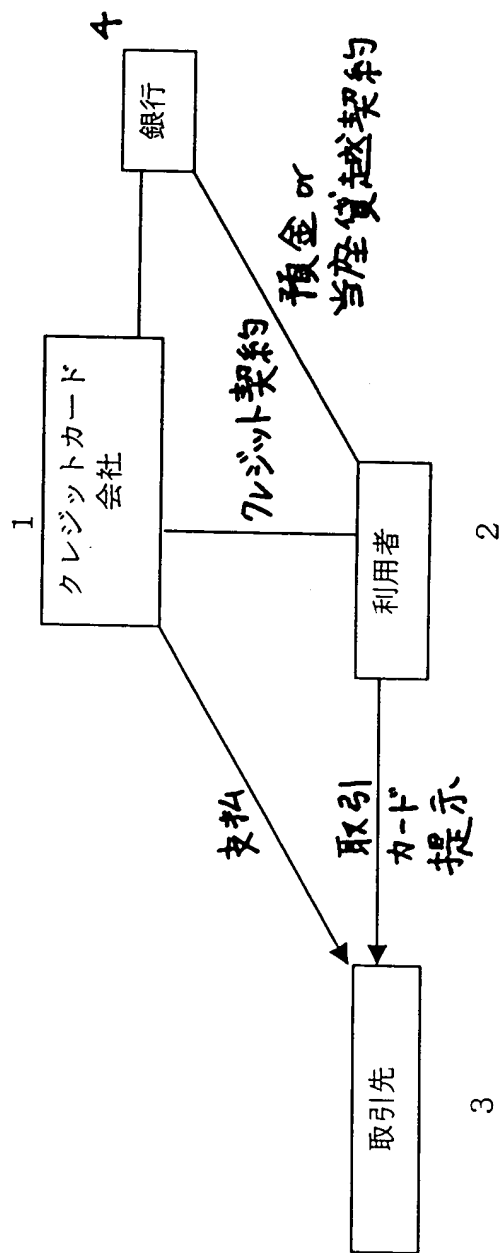 1
クレジットカード
会社
4
銀行
支払
クレジット契約
預金or
当座貸越契約
取引
カード
提示
取引先
利用者
3
2